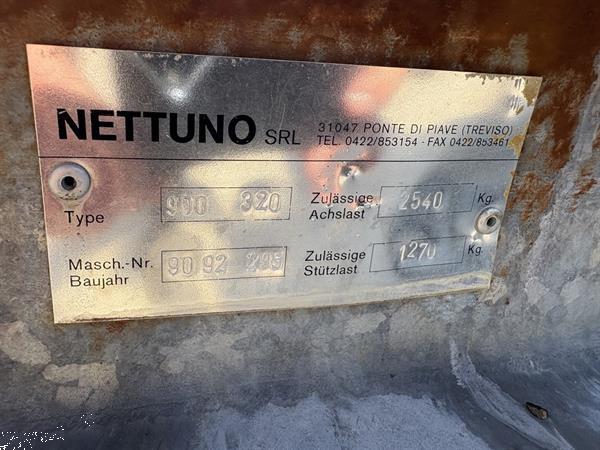 NETTUNO SRL
31047 PONTE DI PIAVE (TREVISO)
TEL. 0422/853154 - FAX 0422/853461
Type 900 320
Zulässige Achslast 2540 Kg.
Masch.-Nr. Baujahr 90 92 295
Zulässige Stützlast 1270 Kg.